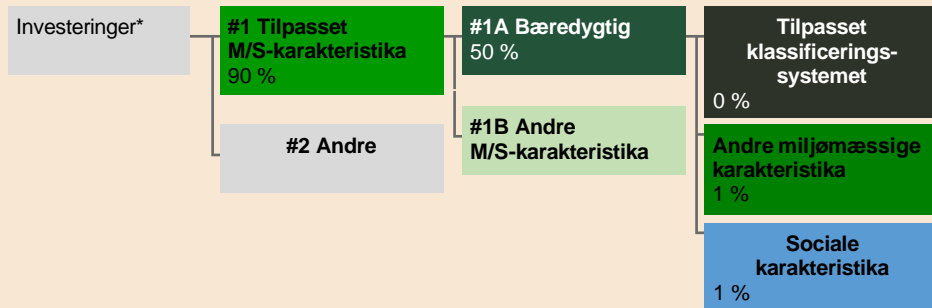 Investeringer*
#1 Tilpasset
M/S-karakteristika
90 %
#2 Andre
#1A Bæredygtig
50 %
#1B Andre
M/S-karakteristika
Tilpasset
klassificerings-
systemet
0 %
Andre miljømæssige
karakteristika
1 %
Sociale
karakteristika
1 %